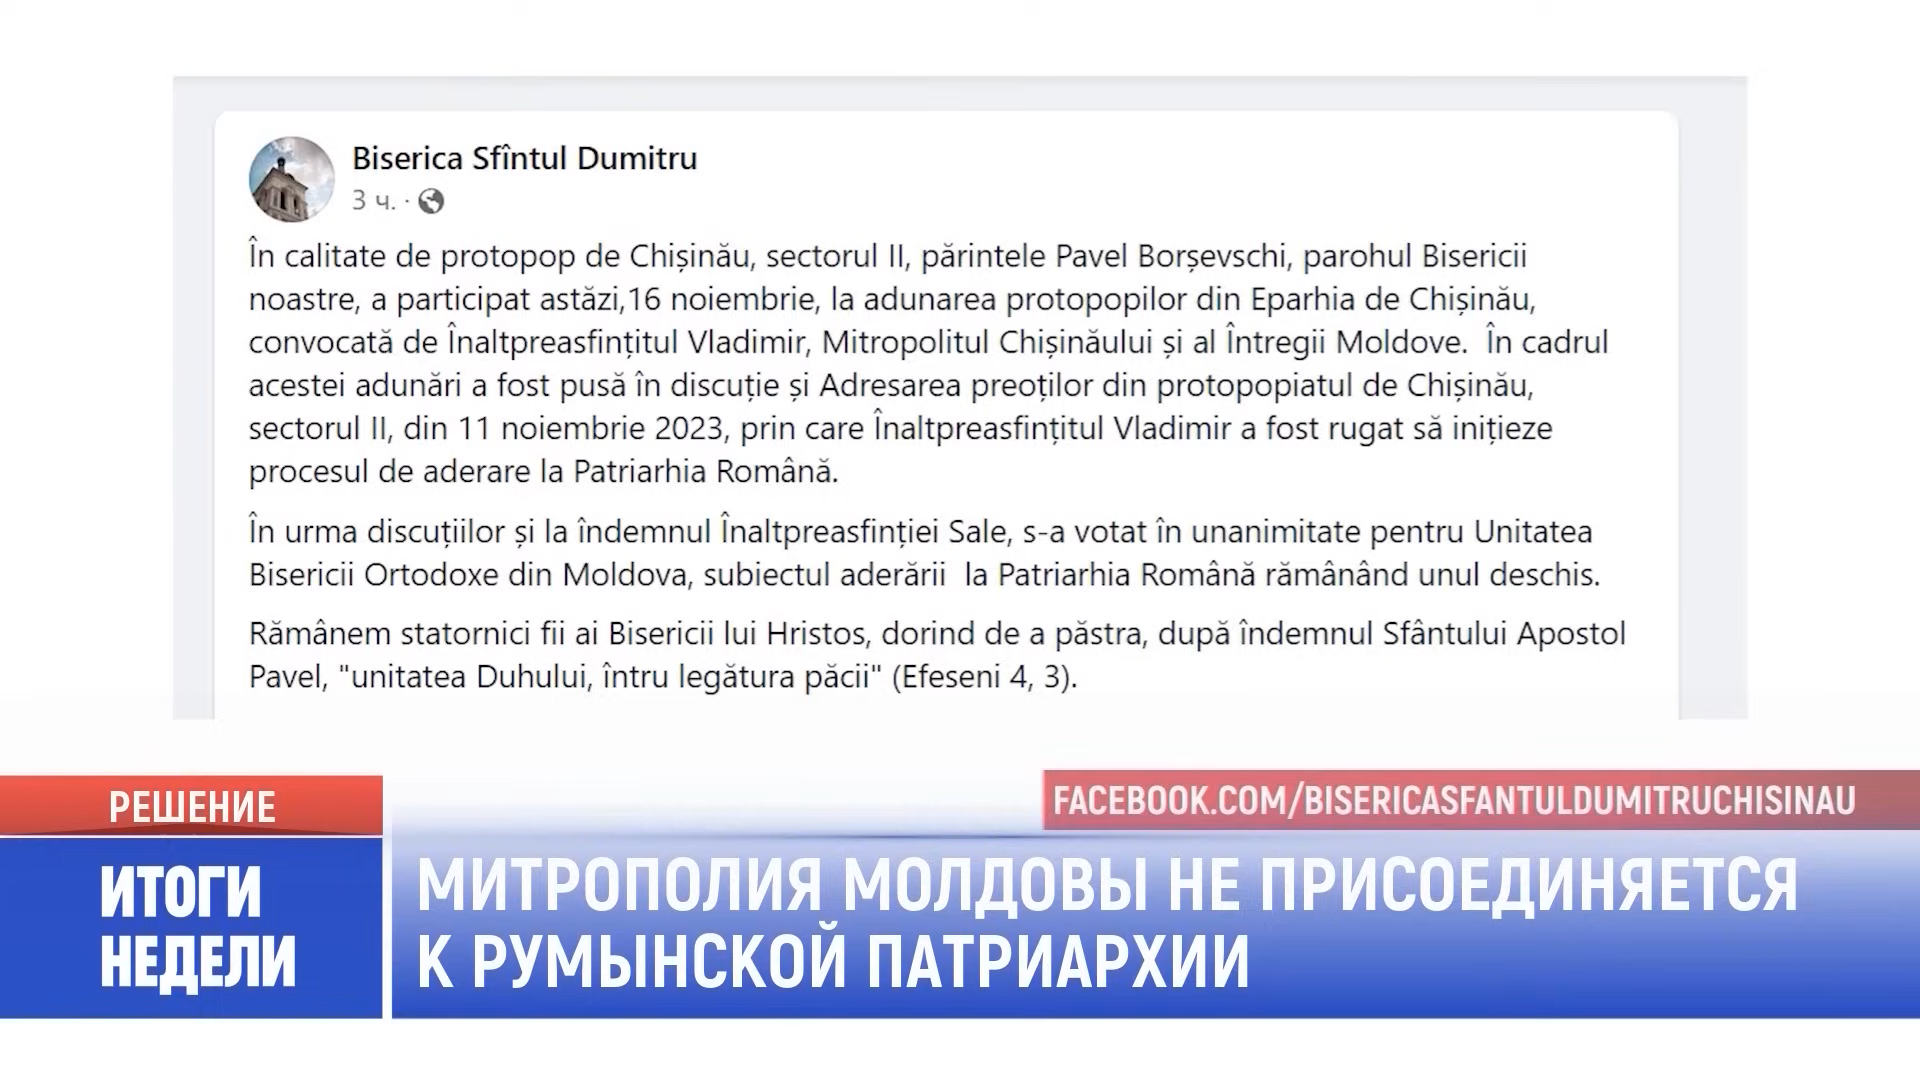 Biserica Sfîntul Dumitru
3 ч. ·
În calitate de protopop de Chișinău, sectorul II, părintele Pavel Borșevschi, parohul Bisericii
noastre, a participat astăzi,16 noiembrie, la adunarea protopopilor din Eparhia de Chișinău,
convocată de Înaltpreasfințitul Vladimir, Mitropolitul Chișinăului și al Întregii Moldove.  În cadrul
acestei adunări a fost pusă în discuție și Adresarea preoților din protopopiatul de Chișinău,
sectorul II, din 11 noiembrie 2023, prin care Înaltpreasfințitul Vladimir a fost rugat să inițieze
procesul de aderare la Patriarhia Română.
În urma discuțiilor și la îndemnul Înaltpreasfinției Sale, s-a votat în unanimitate pentru Unitatea
Bisericii Ortodoxe din Moldova, subiectul aderării  la Patriarhia Română rămânând unul deschis.
Rămânem statornici fii ai Bisericii lui Hristos, dorind de a păstra, după îndemnul Sfântului Apostol
Pavel, "unitatea Duhului, întru legătura păcii" (Efeseni 4, 3).
FACEBOOK.COM/BISERICASFANTULDUMITRUCHISINAU
РЕШЕНИЕ
ИТОГИ
НЕДЕЛИ
МИТРОПОЛИЯ МОЛДОВЫ НЕ ПРИСОЕДИНЯЕТСЯ
К РУМЫНСКОЙ ПАТРИАРХИИ